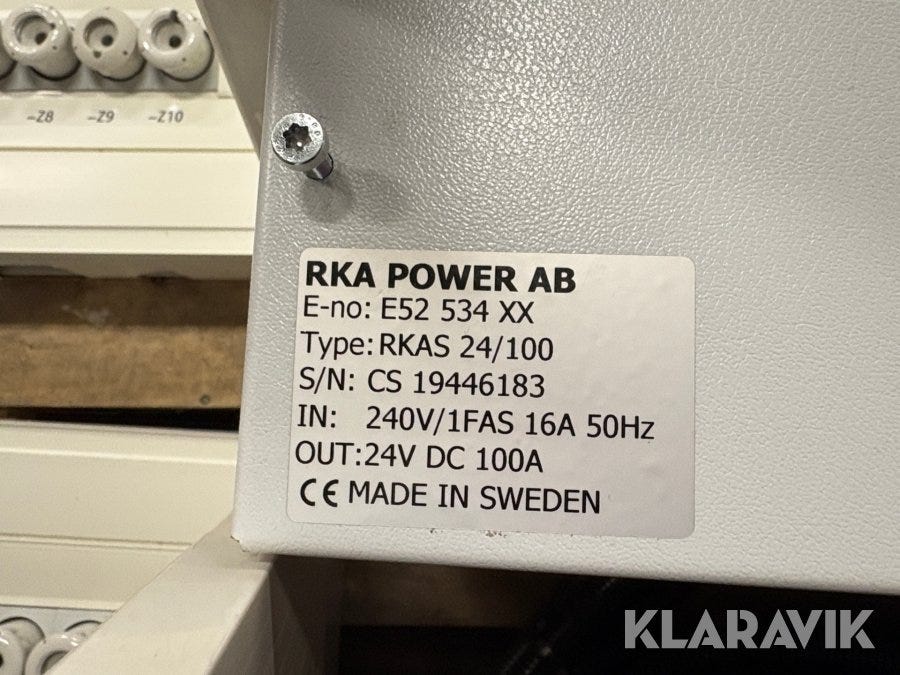 -Z8 -Z9 -Z10
RKA POWER AB
E-no: E52 534 XX
Type: RKAS 24/100
S/N: CS 19446183
IN: 240V/1FAS 16A 50Hz
OUT:24V DC 100A
CE MADE IN SWEDEN
KLARAVIK